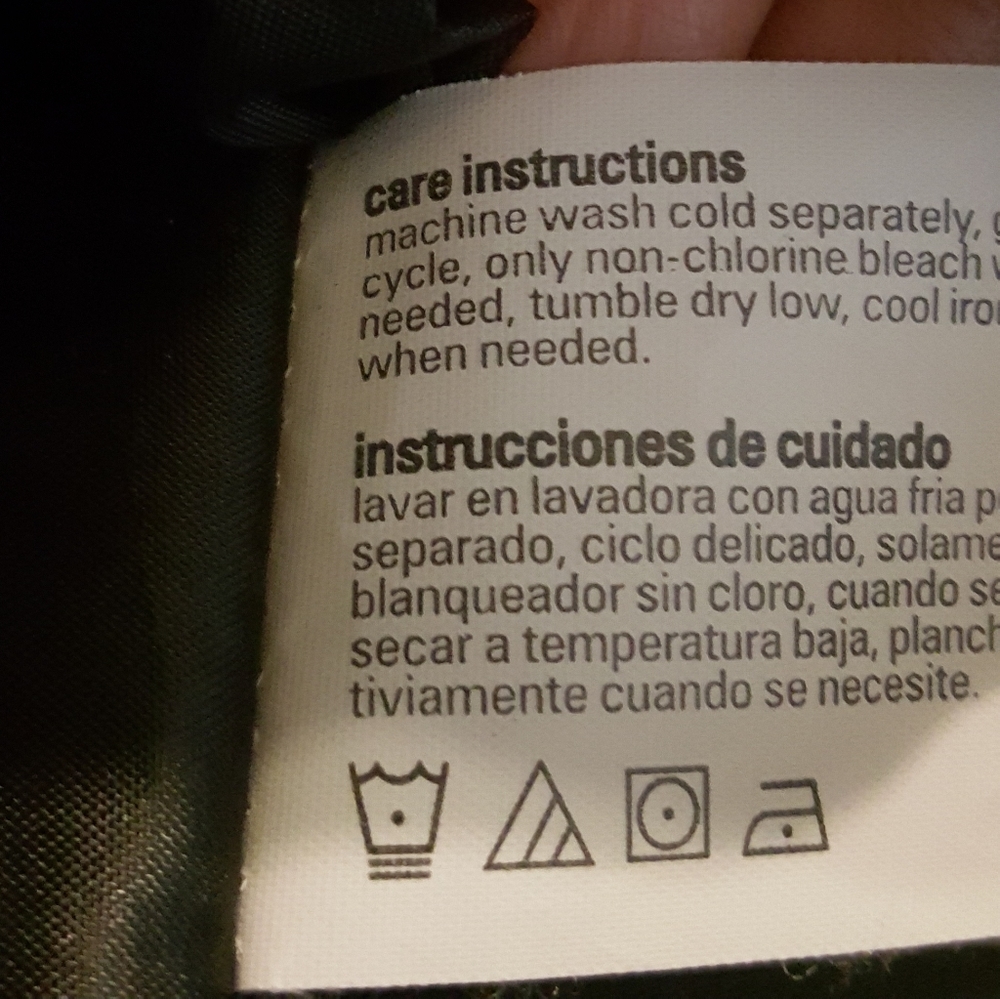 care instructions
machine wash cold separately,
cycle, only non-chlorine bleach
needed, tumble dry low, cool
when needed.
instrucciones de cuidado
lavar en lavadora con agua fria
separado, ciclo delicado,
blanqueador sin cloro, cuando
secar a temperatura baja,
tiviamente cuando se necesite.